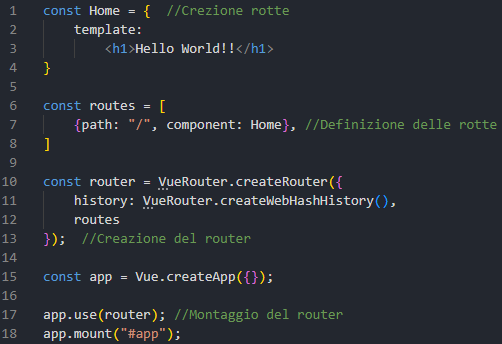 1 const Home = {  //Crezione rotte
2     template:
3         <h1>Hello World!!</h1>
4 }
5
6 const routes = [
7     {path: "/", component: Home}, //Definizione delle rotte
8 ]
9
10 const router = VueRouter.createRouter({
11     history: VueRouter.createWebHashHistory(),
12     routes
13 });  //Creazione del router
14
15 const app = Vue.createApp({});
16
17 app.use(router); //Montaggio del router
18 app.mount("#app");